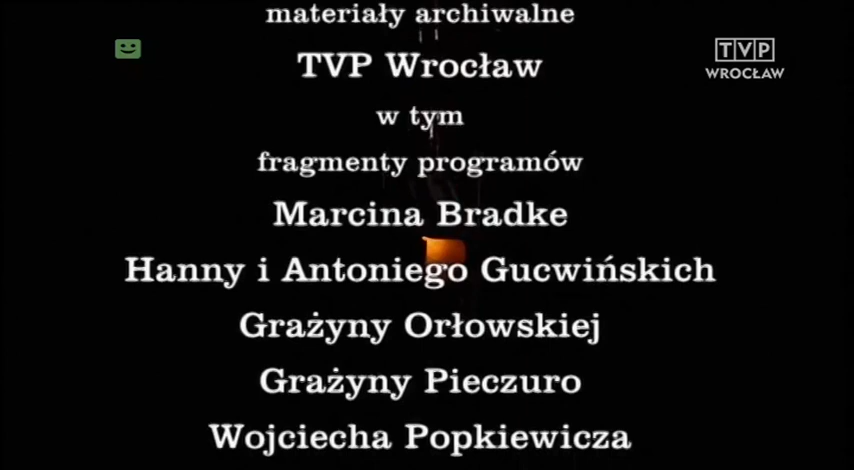 materiały archiwalne
TVP Wrocław
TVP
WROCŁAW
w tym
fragmenty programów
Marcina Bradke
Hanny i Antoniego Gucwińskich
Grażyny Orłowskiej
Grażyny Pieczuro
Wojciecha Popkiewicza